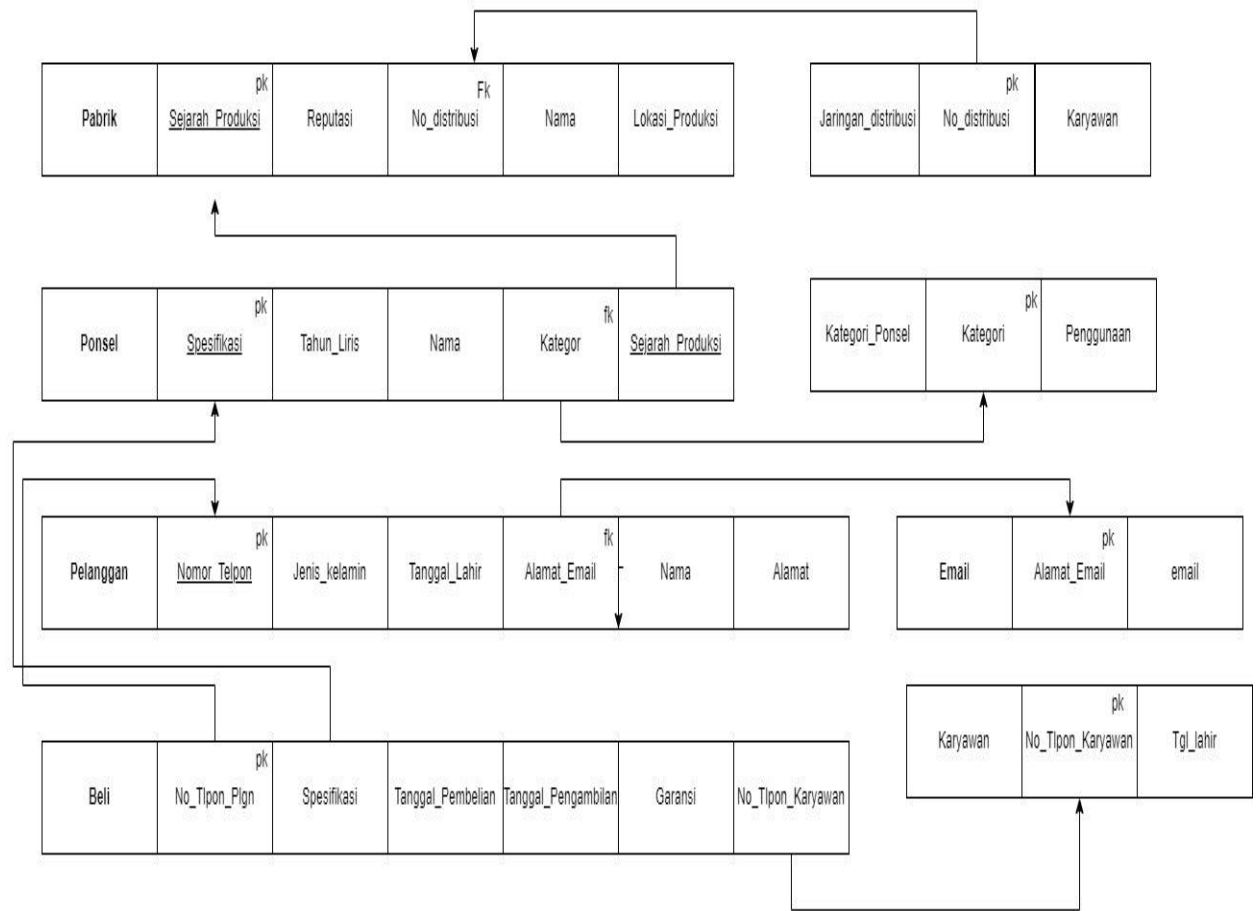 pk
Pabrik
Sejarah_Produksi
Reputasi
Fk
No_distribusi
Nama
Lokasi_Produksi
Jaringan_distribusi
pk
No_distribusi
Karyawan
Ponsel
pk
Spesifikasi
Tahun_Liris
Nama
fk
Kategor
Sejarah_Produksi
Kategori_Ponsel
pk
Kategori
Penggunaan
Pelanggan
pk
Nomor_Telpon
Jenis_kelamin
Tanggal_Lahir
fk
Alamat_Email
Nama
Alamat
Email
pk
Alamat_Email
email
Karyawan
pk
No_Tlpon_Karyawan
Tgl_lahir
Beli
pk
No_Tlpon_Plgn
Spesifikasi
Tanggal_Pembelian
Tanggal_Pengambilan
Garansi
No_Tlpon_Karyawan